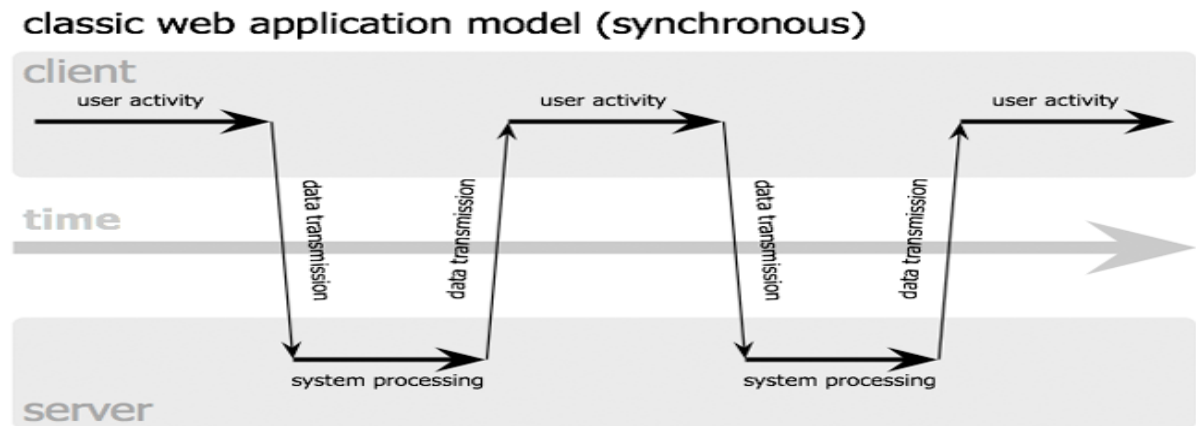 classic web application model (synchronous)
client
user activity
user activity
user activity
data transmission
data transmission
data transmission
data transmission
time
system processing
system processing
server